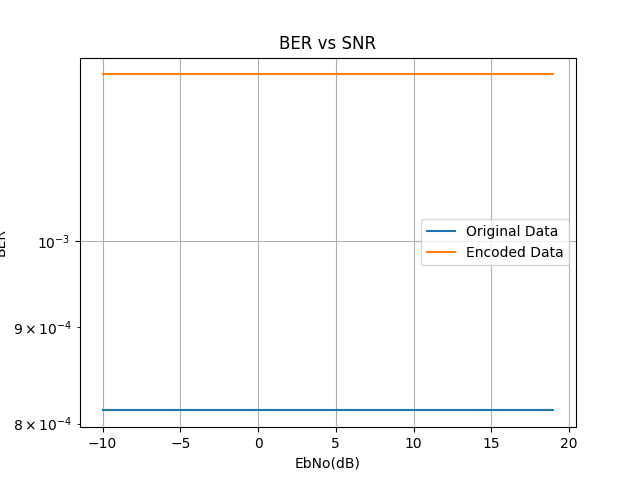 BER vs SNR
BER
10⁻³
9 × 10⁻⁴
8 × 10⁻⁴
Original Data
Encoded Data
−10 −5 0 5 10 15 20
EbNo(dB)